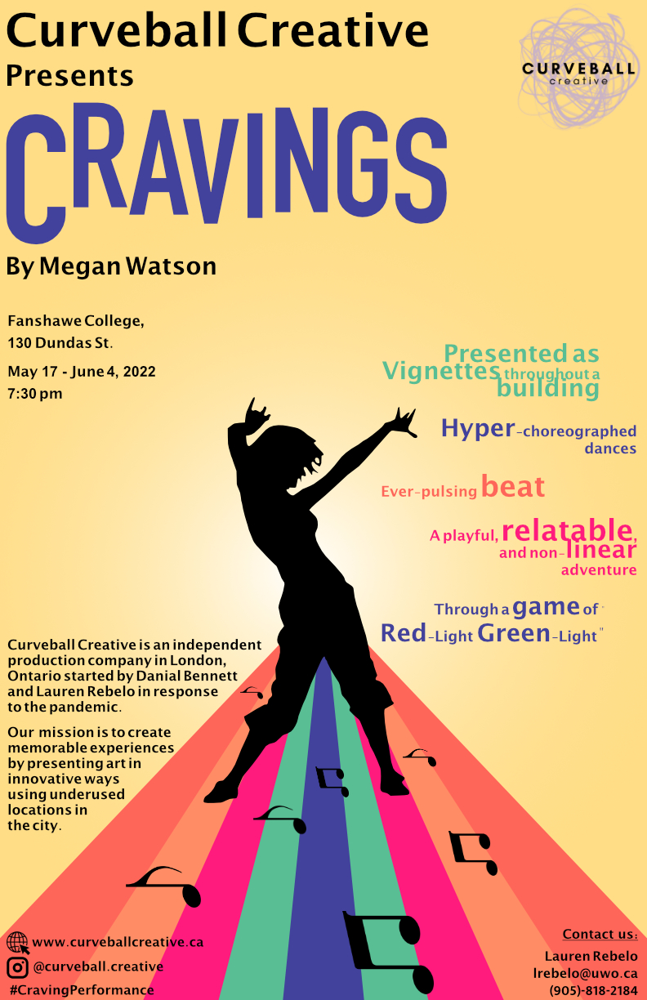 Curveball Creative
CURVEBALL
creative
Presents
CRAVINGS
By Megan Watson
Fanshawe College,
130 Dundas St.
May 17 - June 4, 2022
7:30 pm
Presented as
Vignettes throughout a
building
Hyper-choreographed
dances
Ever-pulsing beat
A playful, relatable,
and non-linear
adventure
Through a game of "
Red-Light Green-Light"
Curveball Creative is an independent
production company in London,
Ontario started by Danial Bennett
and Lauren Rebelo in response
to the pandemic.
Our mission is to create
memorable experiences
by presenting art in
innovative ways
using underused
locations in
the city.
www.curveballcreative.ca
@curveball.creative
#CravingPerformance
Contact us:
Lauren Rebelo
lrebelo@uwo.ca
(905)-818-2184